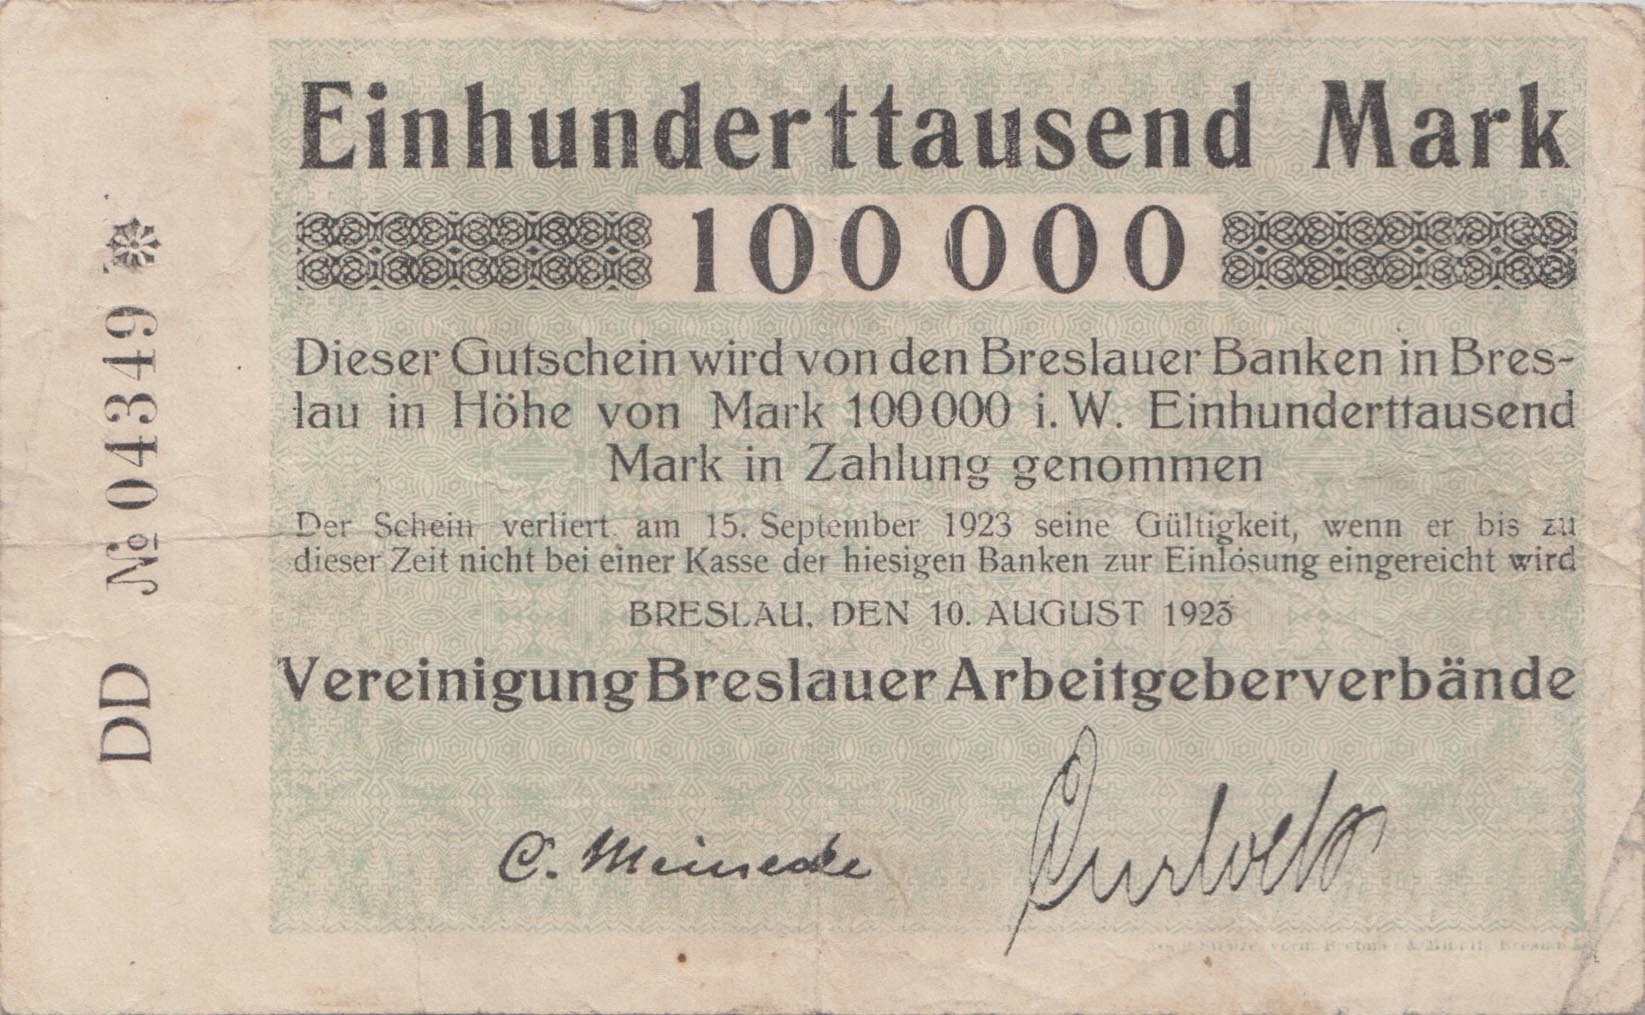 Einhunderttausend Mark
100 000
Dieser Gutschein wird von den Breslauer Banken in Bres-
lau in Höhe von Mark 100 000 i. W. Einhunderttausend
Mark in Zahlung genommen
Der Schein verliert am 15. September 1923 seine Gültigkeit, wenn er bis zu
dieser Zeit nicht bei einer Kasse der hiesigen Banken zur Einlösung eingereicht wird
BRESLAU, DEN 10. AUGUST 1923
Vereinigung Breslauer Arbeitgeberverbände
C. Meinecke
DD № 04349 *